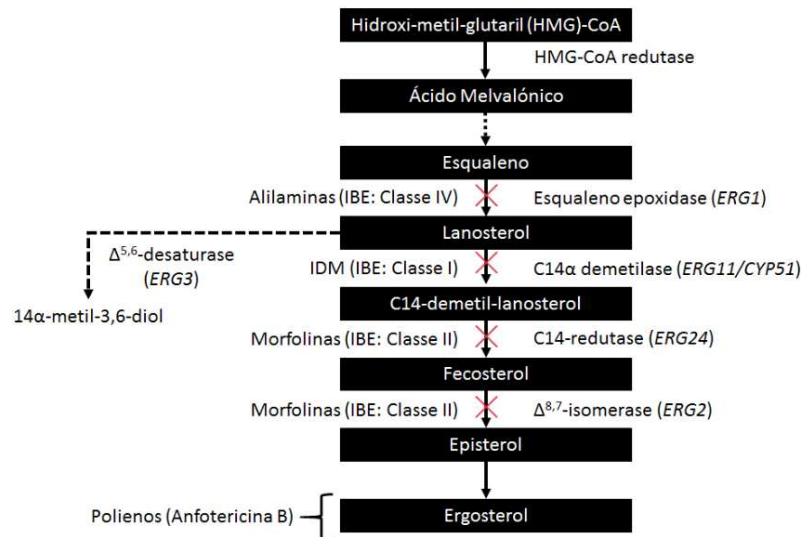 Hidroxi-metil-glutaril (HMG)-CoA
HMG-CoA redutase
Ácido Melvalónico
Esqualeno
Alilaminas (IBE: Classe IV)
Esqualeno epoxidase (ERG1)
Lanosterol
Δ5,6-desaturase
(ERG3)
IDM (IBE: Classe I)
C14α demetilase (ERG11/CYP51)
14α-metil-3,6-diol
C14-demetil-lanosterol
Morfolinas (IBE: Classe II)
C14-redutase (ERG24)
Fecosterol
Morfolinas (IBE: Classe II)
Δ8,7-isomerase (ERG2)
Episterol
Polienos (Anfotericina B)
Ergosterol